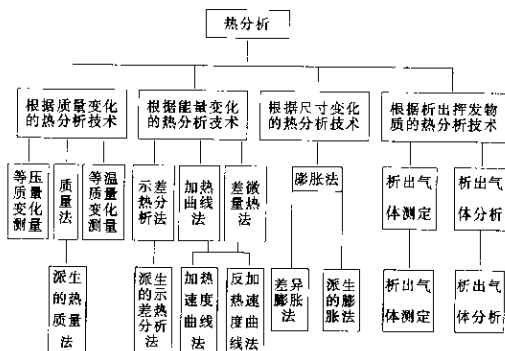 热分析
根据质量变化
的热分析技术
根据能量变化
的热分析技术
根据尺寸变化
的热分析技术
根据析出挥发物
质的热分析技术
等压
质量
变化
测量
质
量
法
等温
质量
变化
测量
示差
热分
析法
加热
曲线
法
差微
量热
法
膨胀法
析出气
体测定
析出气
体分析
派生
的热
质量
法
派生
的示
差热
分析
法
加热
速度
曲线
法
反加
热速
度曲
线法
差异
膨胀
法
派生
的膨
胀法
析出气
体测定
析出气
体分析